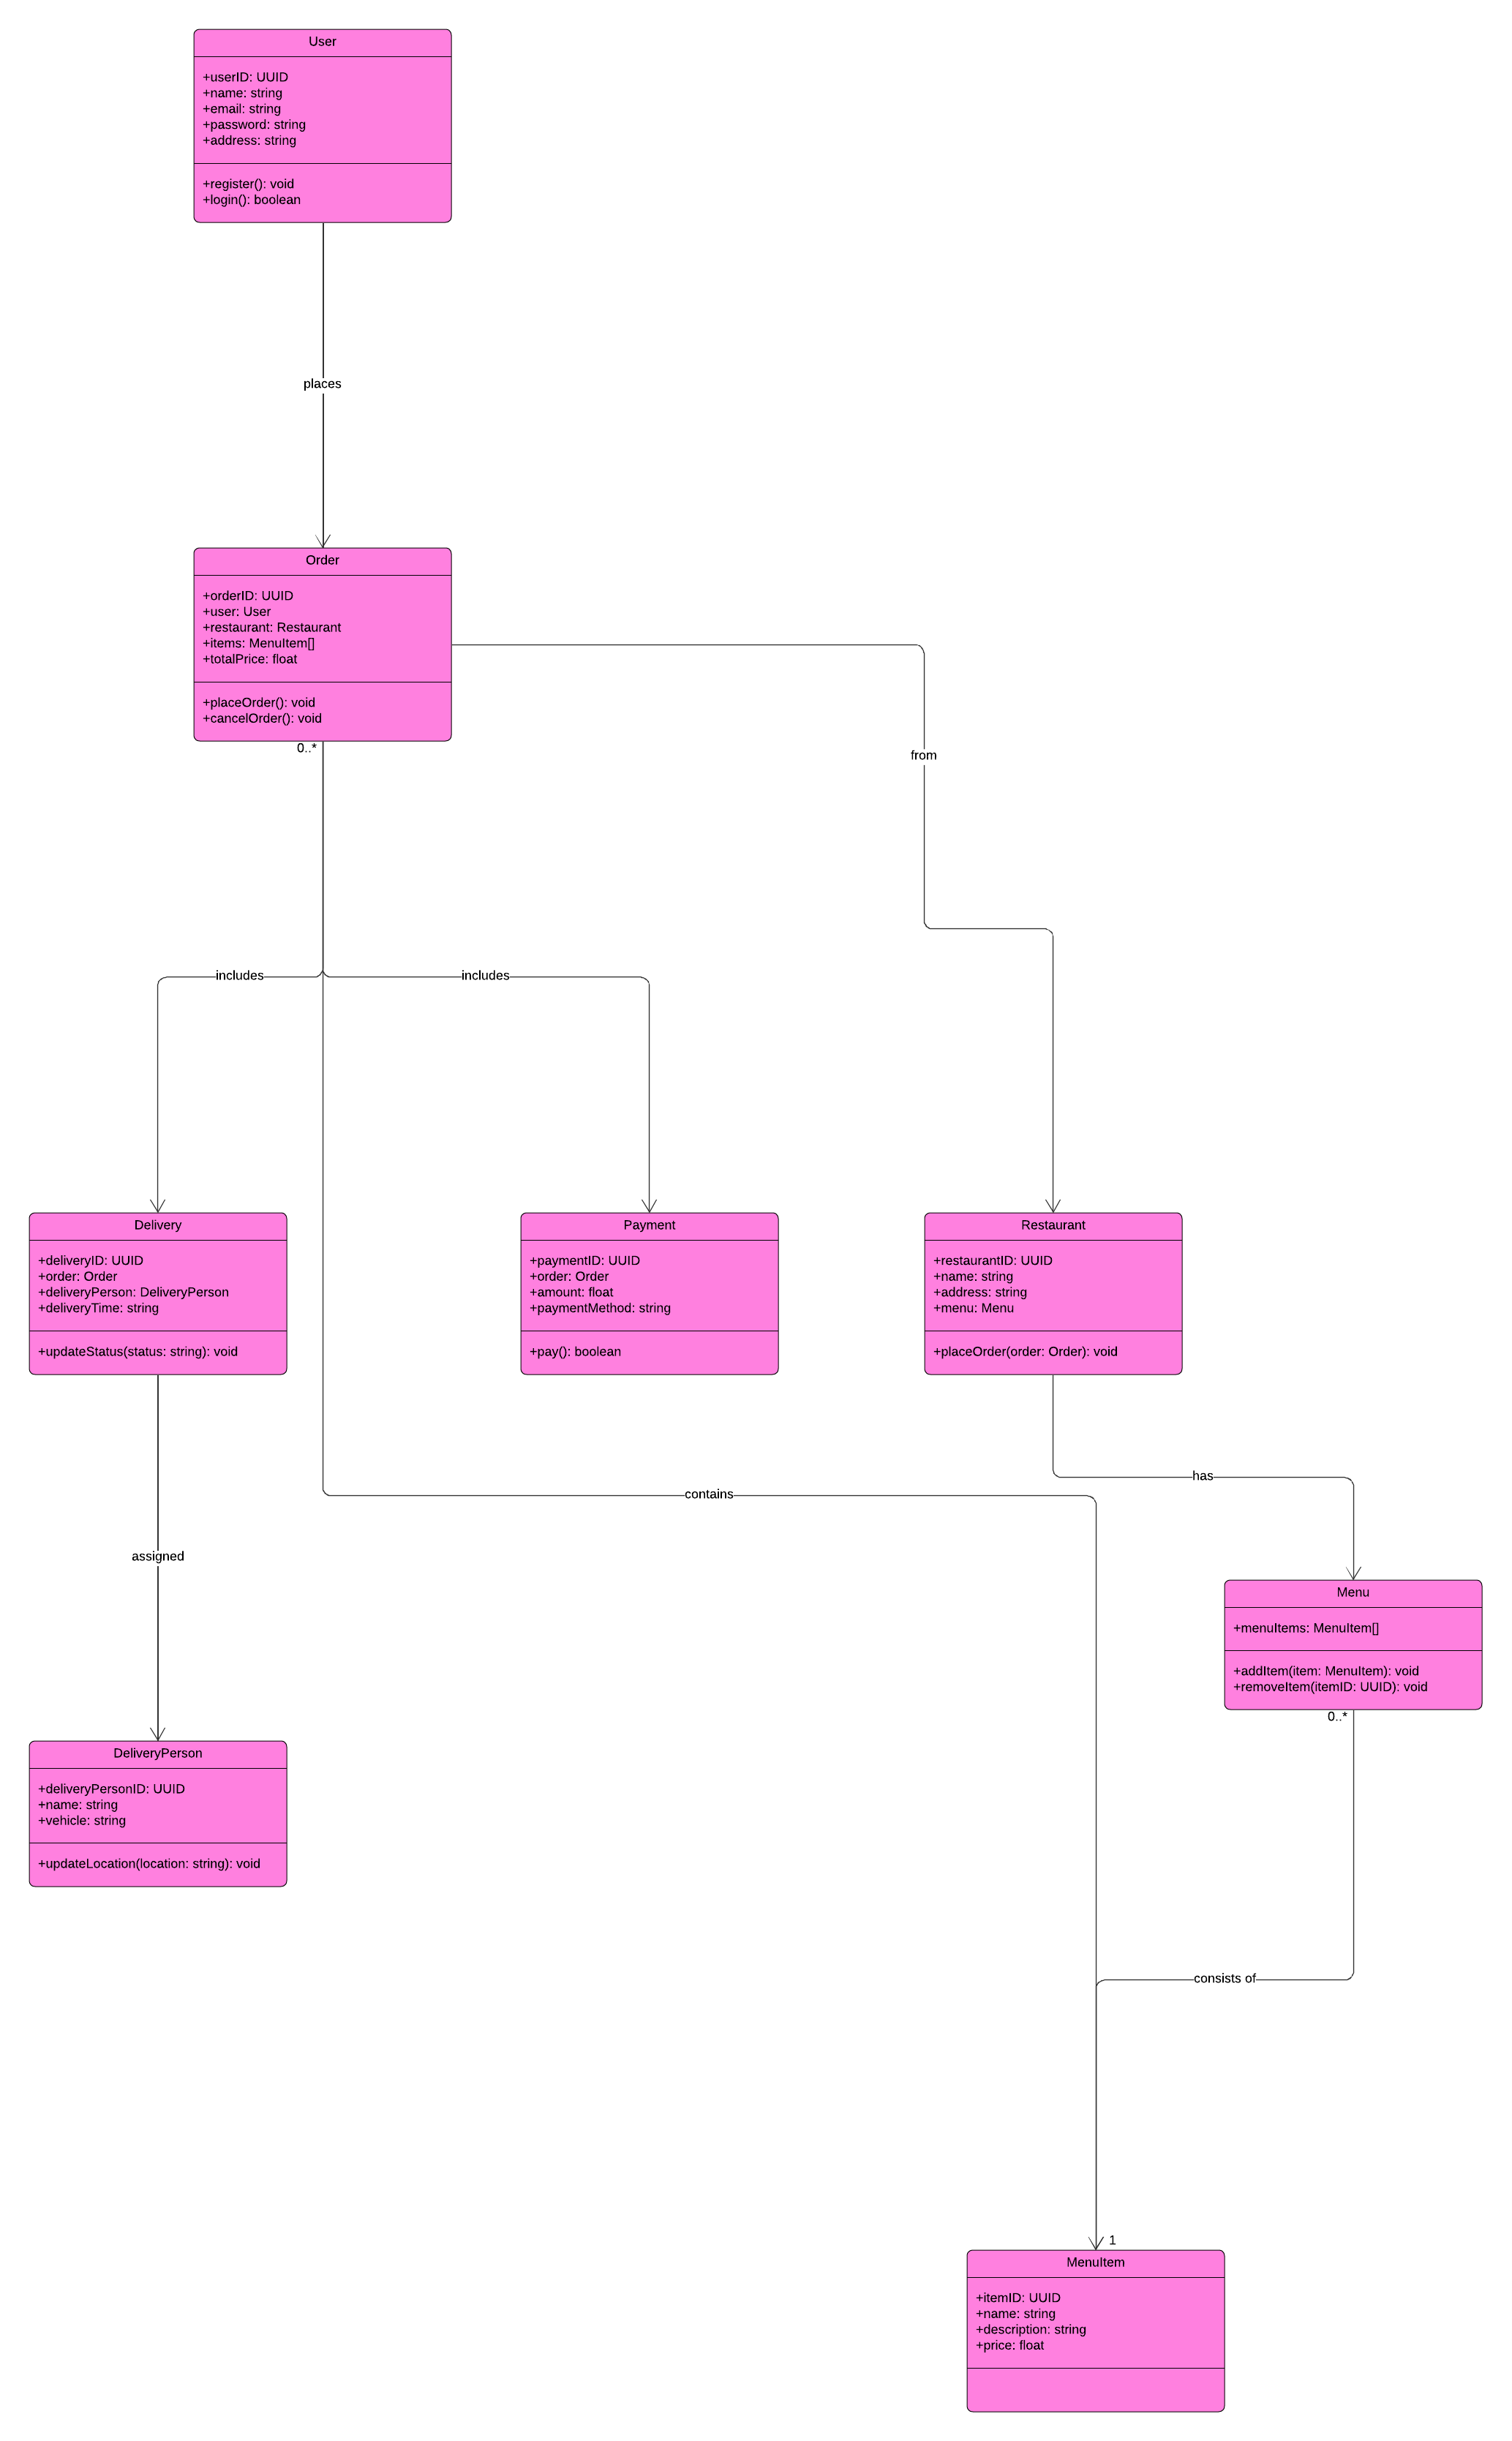 User
+userID: UUID
+name: string
+email: string
+password: string
+address: string
+register(): void
+login(): boolean
places
Order
+orderID: UUID
+user: User
+restaurant: Restaurant
+items: MenuItem[]
+totalPrice: float
+placeOrder(): void
+cancelOrder(): void
0..*
from
includes
includes
Delivery
+deliveryID: UUID
+order: Order
+deliveryPerson: DeliveryPerson
+deliveryTime: string
+updateStatus(status: string): void
Payment
+paymentID: UUID
+order: Order
+amount: float
+paymentMethod: string
+pay(): boolean
Restaurant
+restaurantID: UUID
+name: string
+address: string
+menu: Menu
+placeOrder(order: Order): void
has
contains
assigned
Menu
+menuItems: MenuItem[]
+addItem(item: MenuItem): void
+removeItem(itemID: UUID): void
0..*
DeliveryPerson
+deliveryPersonID: UUID
+name: string
+vehicle: string
+updateLocation(location: string): void
consists of
1
MenuItem
+itemID: UUID
+name: string
+description: string
+price: float